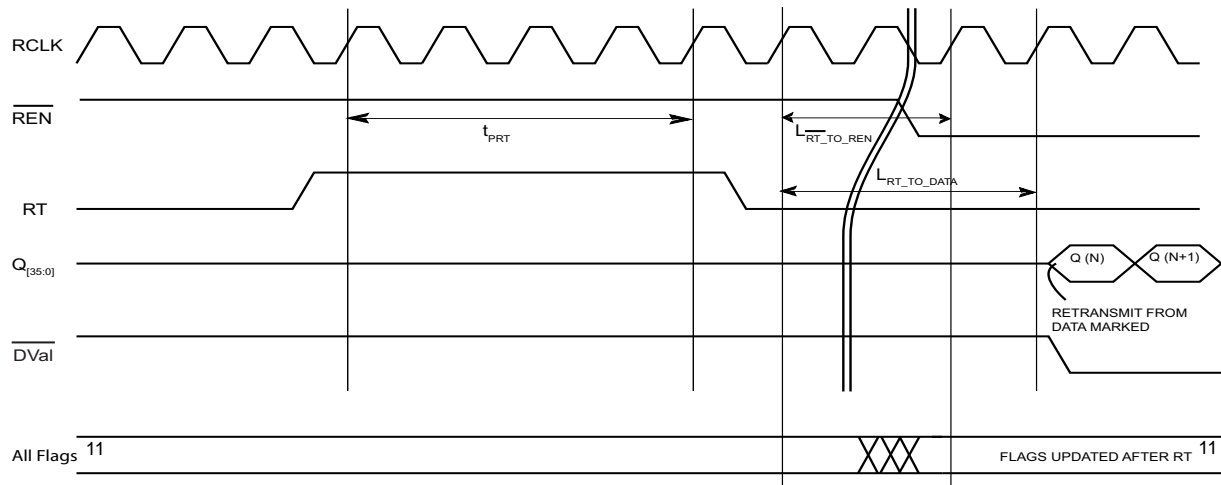 RCLK
REN
tPRT
LRT_TO_REN
LRT_TO_DATA
RT
Q[35:0]
Q (N)
Q (N+1)
RETRANSMIT FROM
DATA MARKED
DVal
All Flags
11
FLAGS UPDATED AFTER RT
11